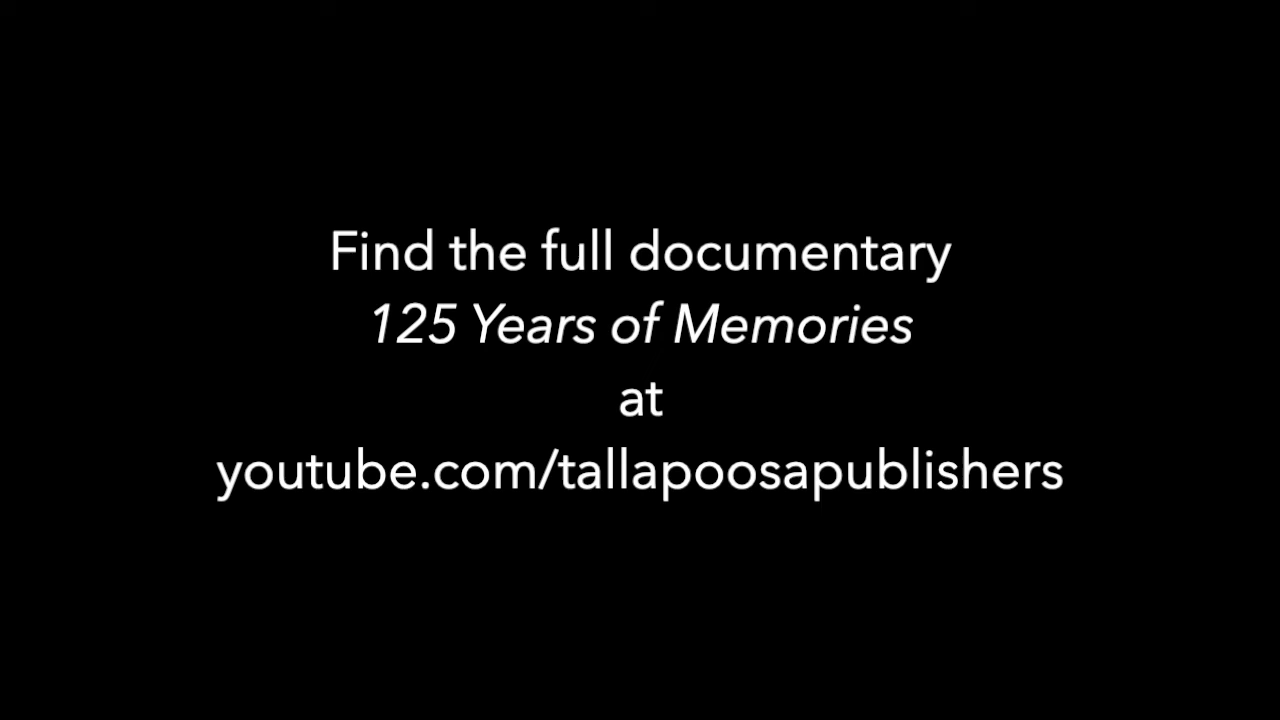 Find the full documentary
125 Years of Memories
at
youtube.com/tallapoosapublishers